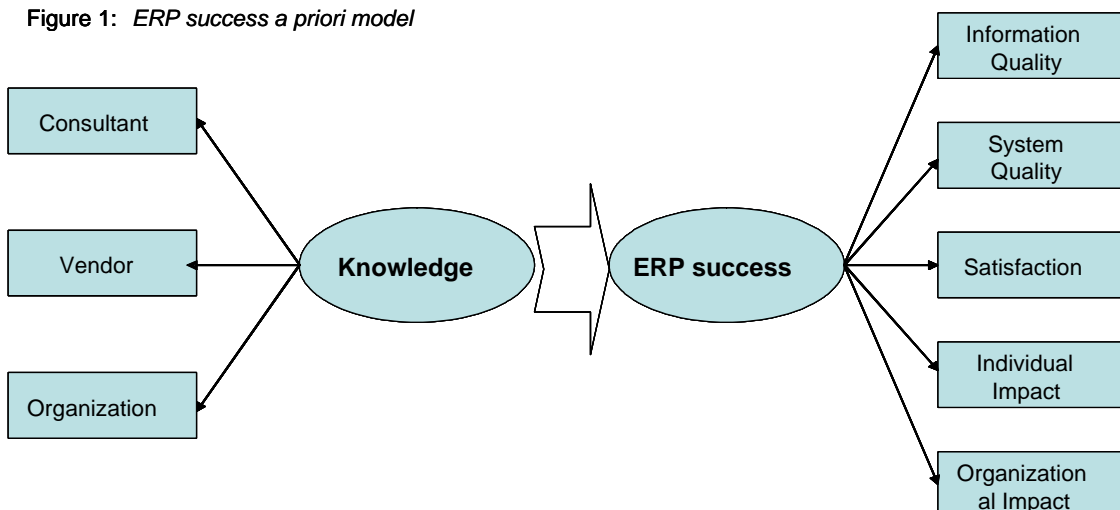 Figure 1: ERP success a priori model
Consultant
Vendor
Organization
Knowledge
ERP success
Information
Quality
System
Quality
Satisfaction
Individual
Impact
Organization
al Impact